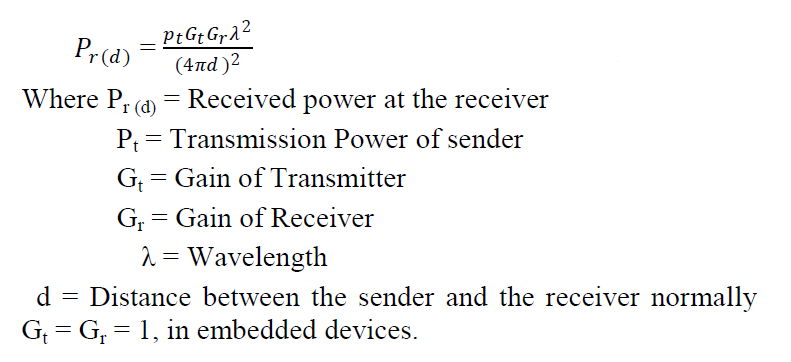 P_{r(d)} = \frac{p_t G_t G_r \lambda^2}{(4\pi d)^2}
Where P_{r (d)} = Received power at the receiver
P_t = Transmission Power of sender
G_t = Gain of Transmitter
G_r = Gain of Receiver
λ = Wavelength
d = Distance between the sender and the receiver normally
G_t = G_r = 1, in embedded devices.